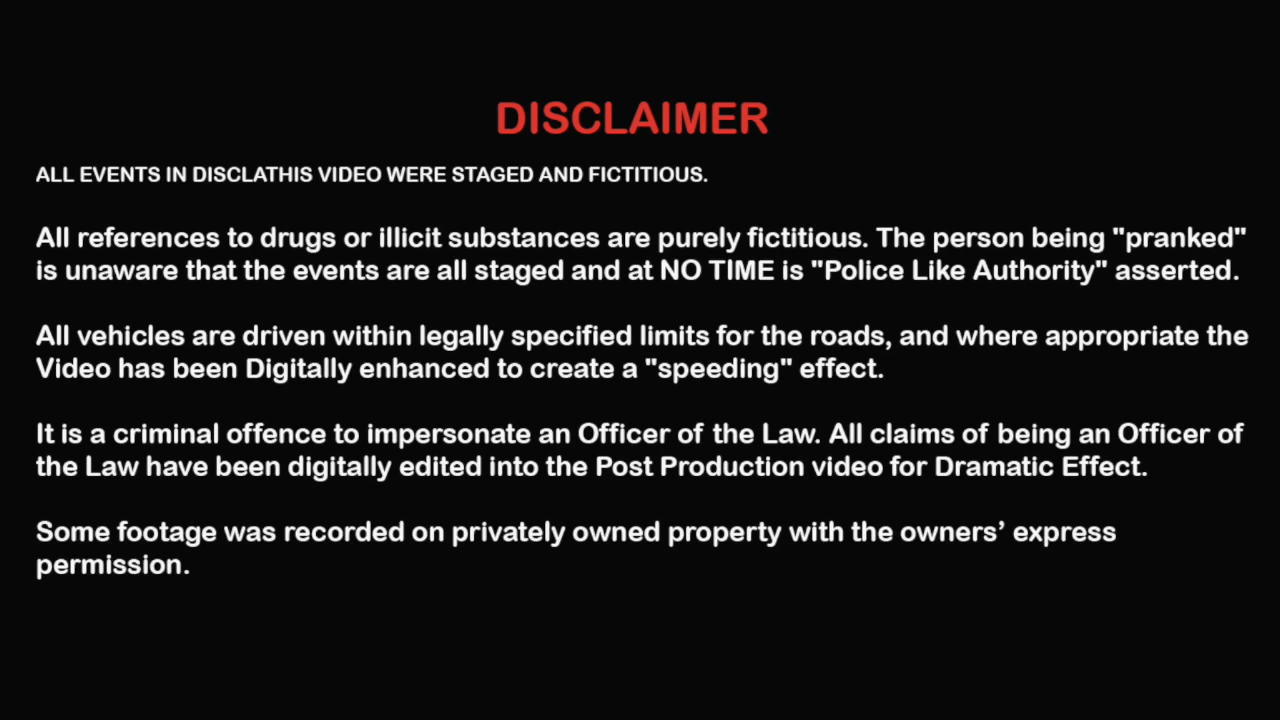 DISCLAIMER
ALL EVENTS IN DISCLATHIS VIDEO WERE STAGED AND FICTITIOUS.
All references to drugs or illicit substances are purely fictitious. The person being "pranked"
is unaware that the events are all staged and at NO TIME is "Police Like Authority" asserted.
All vehicles are driven within legally specified limits for the roads, and where appropriate the
Video has been Digitally enhanced to create a "speeding" effect.
It is a criminal offence to impersonate an Officer of the Law. All claims of being an Officer of
the Law have been digitally edited into the Post Production video for Dramatic Effect.
Some footage was recorded on privately owned property with the owners’ express
permission.